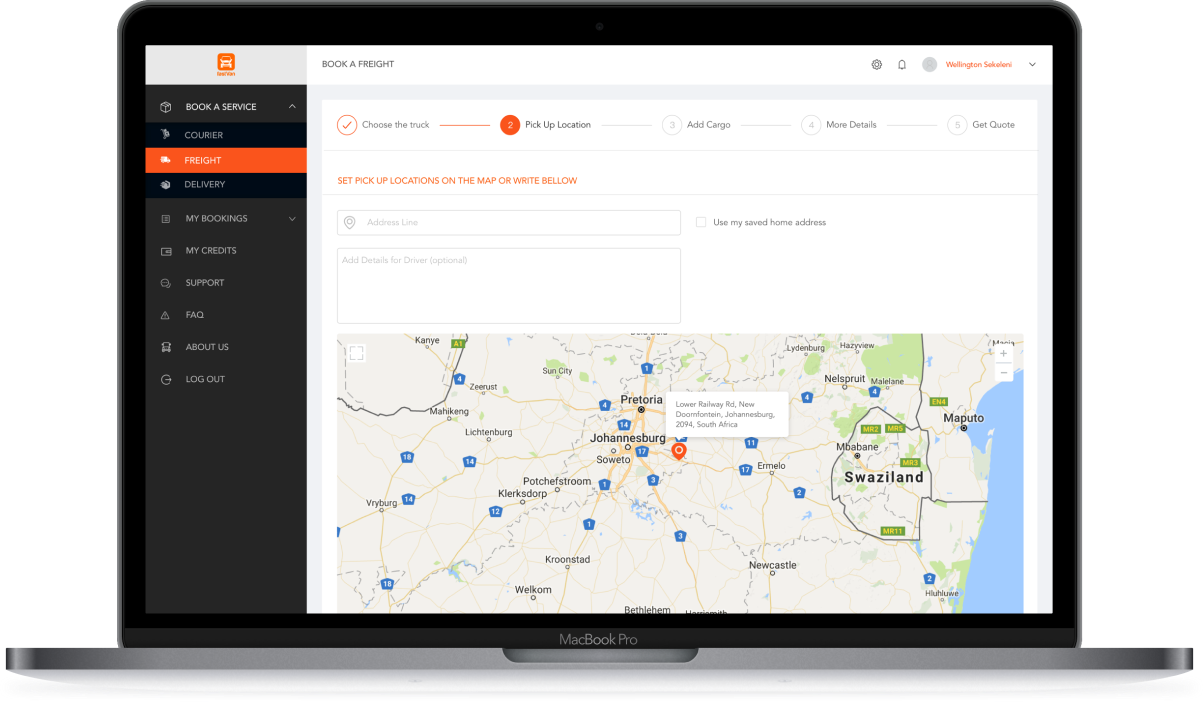 BOOK A FREIGHT
Wellington Sekeleni
BOOK A SERVICE
COURIER
FREIGHT
DELIVERY
MY BOOKINGS
MY CREDITS
SUPPORT
FAQ
ABOUT US
LOG OUT
Choose the truck
2 Pick Up Location
3 Add Cargo
4 More Details
5 Get Quote
SET PICK UP LOCATIONS ON THE MAP OR WRITE BELLOW
Address Line
Use my saved home address
Add Details for Driver (optional)
Kanye
A1
Lydenburg
Hazyview
Sun City
1
4
Zeerust
Nelspruit
Malelane
4
4
Pretoria
4
Lower Railway Rd, New
Doornfontein, Johannesburg,
2094, South Africa
EN4
Mahikeng
Maputo
14
MR2
MR5
Lichtenburg
Johannesburg
11
Mbabane
17
18
14
Soweto
17
Ermelo
MR3
Swaziland
Potchefstroom
1
3
Klerksdorp
2
Vryburg
14
12
1
3
MR11
Kroonstad
Newcastle
18
2
Welkom
Hluhluwe
Bethlehem
MacBook Pro